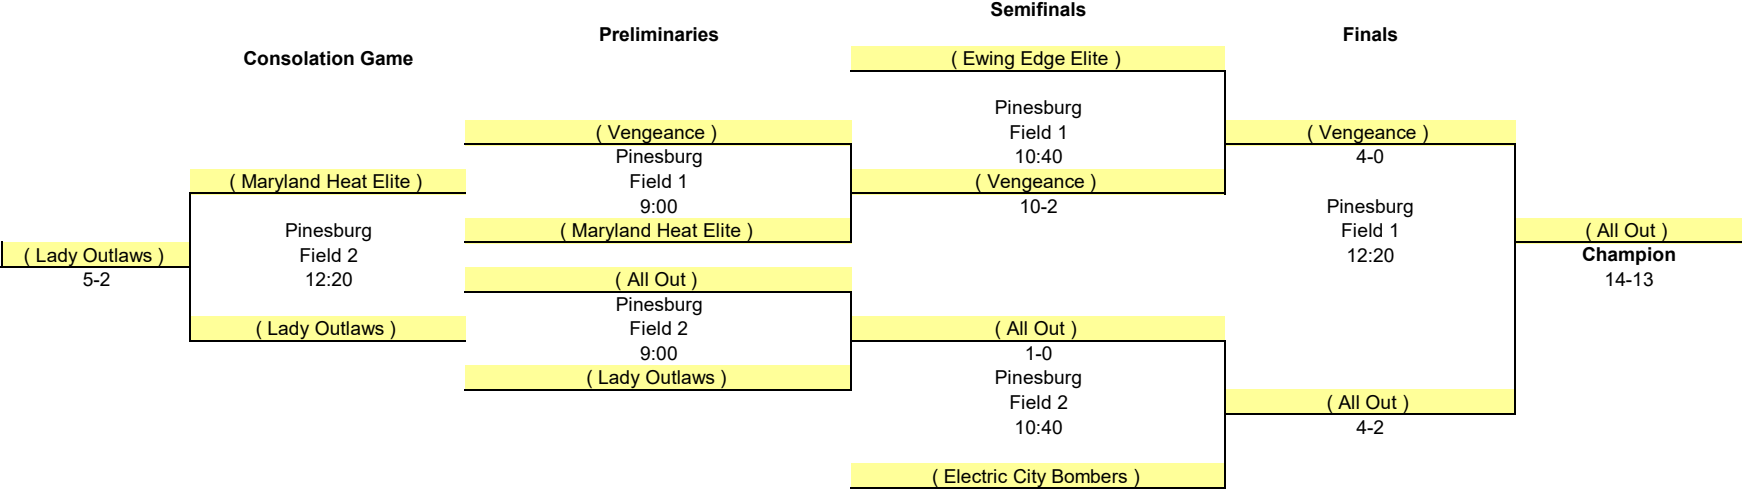 Semifinals
Preliminaries
Finals
Consolation Game
( Ewing Edge Elite )
Pinesburg
( Vengeance )
Field 1
( Vengeance )
Pinesburg
10:40
4-0
( Maryland Heat Elite )
Field 1
( Vengeance )
9:00
10-2
Pinesburg
Pinesburg
( Maryland Heat Elite )
Field 1
( All Out )
( Lady Outlaws )
Field 2
12:20
Champion
5-2
12:20
( All Out )
14-13
Pinesburg
( Lady Outlaws )
Field 2
( All Out )
9:00
1-0
( Lady Outlaws )
Pinesburg
Field 2
( All Out )
10:40
4-2
( Electric City Bombers )